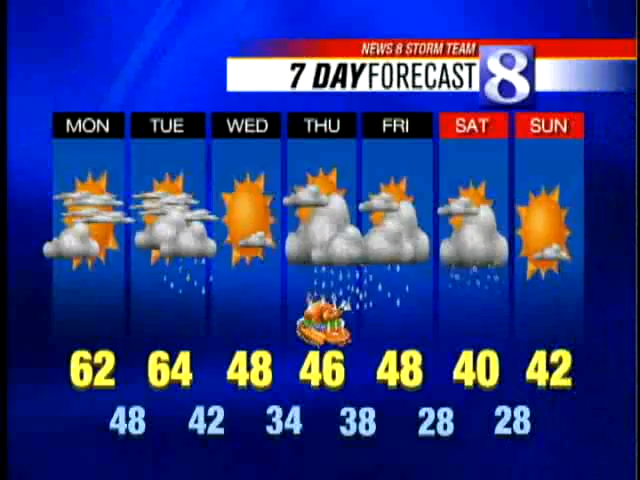 NEWS 8 STORM TEAM
7 DAY FORECAST 8
MON TUE WED THU FRI SAT SUN
62 64 48 46 48 40 42
48 42 34 38 28 28